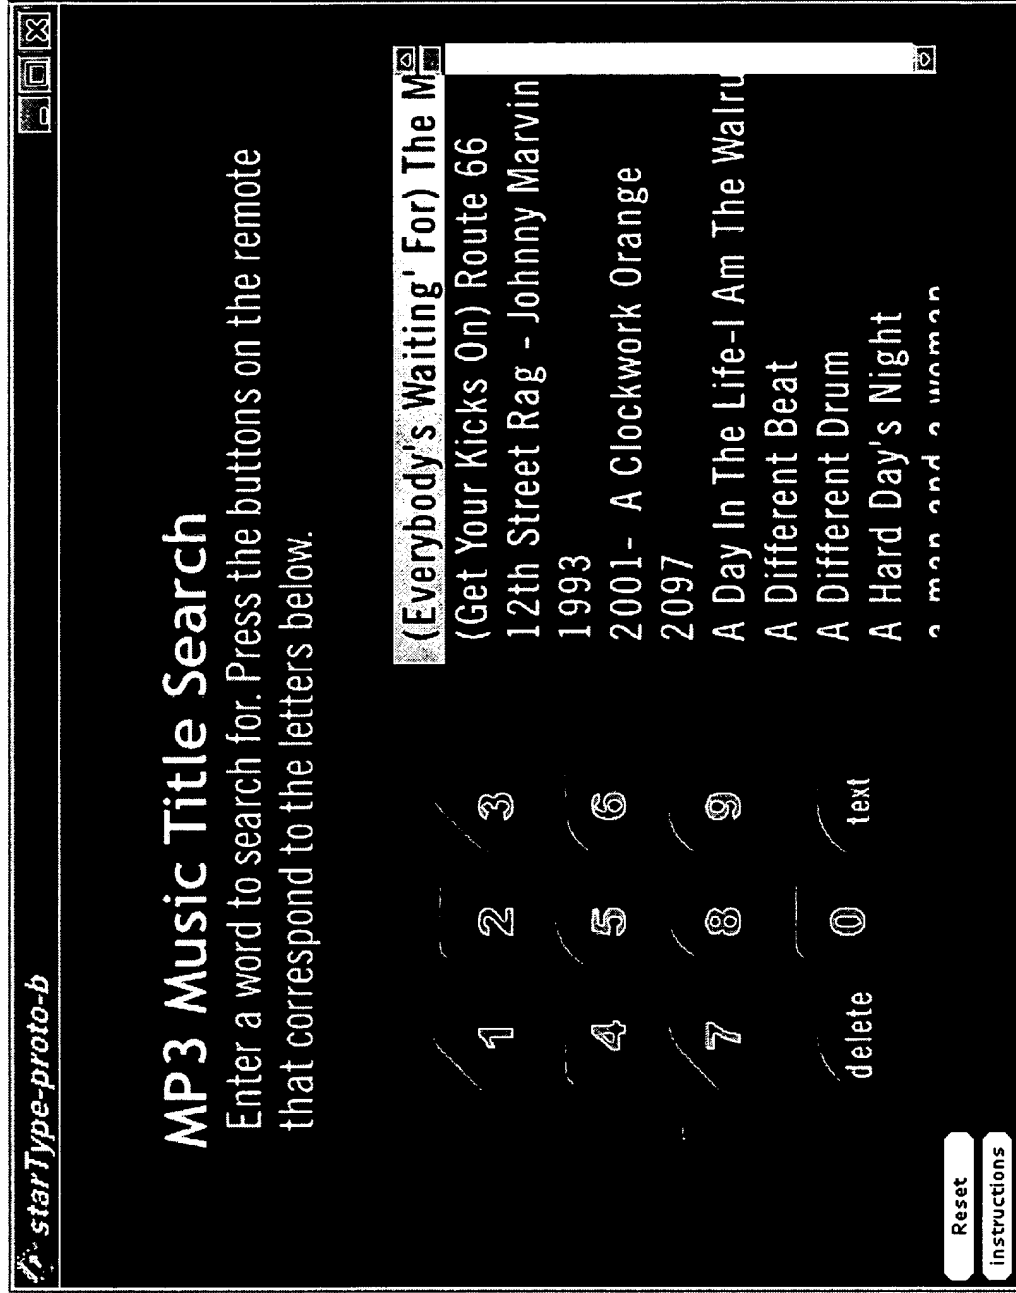 starType-proto-b
MP3 Music Title Search
Enter a word to search for. Press the buttons on the remote
that correspond to the letters below.
1 2 3
4 5 6
7 8 9
delete 0 text
(Everybody's Waiting' For) The M
(Get Your Kicks On) Route 66
12th Street Rag - Johnny Marvin
1993
2001- A Clockwork Orange
2097
A Day In The Life-I Am The Walru
A Different Beat
A Different Drum
A Hard Day's Night
a man and a woman
Reset
instructions